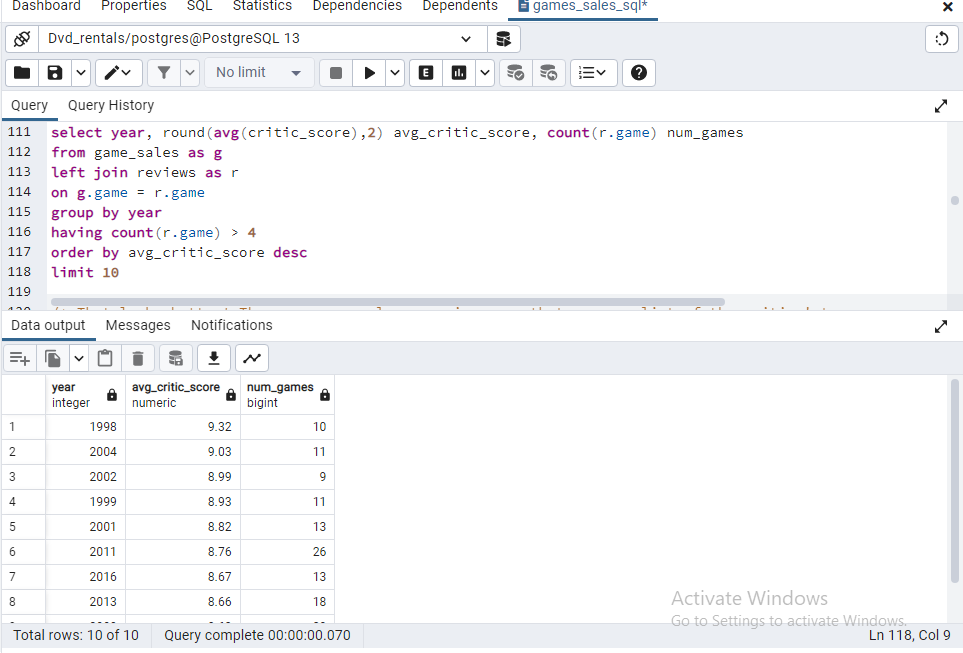 Dashboard Properties SQL Statistics Dependencies Dependents games_sales_sql*
Dvd_rentals/postgres@PostgreSQL 13
No limit
E
Query Query History
111 select year, round(avg(critic_score),2) avg_critic_score, count(r.game) num_games
112 from game_sales as g
113 left join reviews as r
114 on g.game = r.game
115 group by year
116 having count(r.game) > 4
117 order by avg_critic_score desc
118 limit 10
119
Data output Messages Notifications
year avg_critic_score num_games
integer numeric bigint
1 1998 9.32 10
2 2004 9.03 11
3 2002 8.99 9
4 1999 8.93 11
5 2001 8.82 13
6 2011 8.76 26
7 2016 8.67 13
8 2013 8.66 18
Activate Windows
Go to Settings to activate Windows.
Total rows: 10 of 10 Query complete 00:00:00.070 Ln 118, Col 9